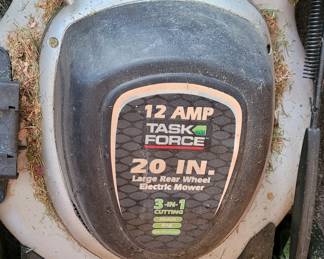 12 AMP
TASK
FORCE
20 IN.
Large Rear Wheel
Electric Mower
3-IN-1
CUTTING